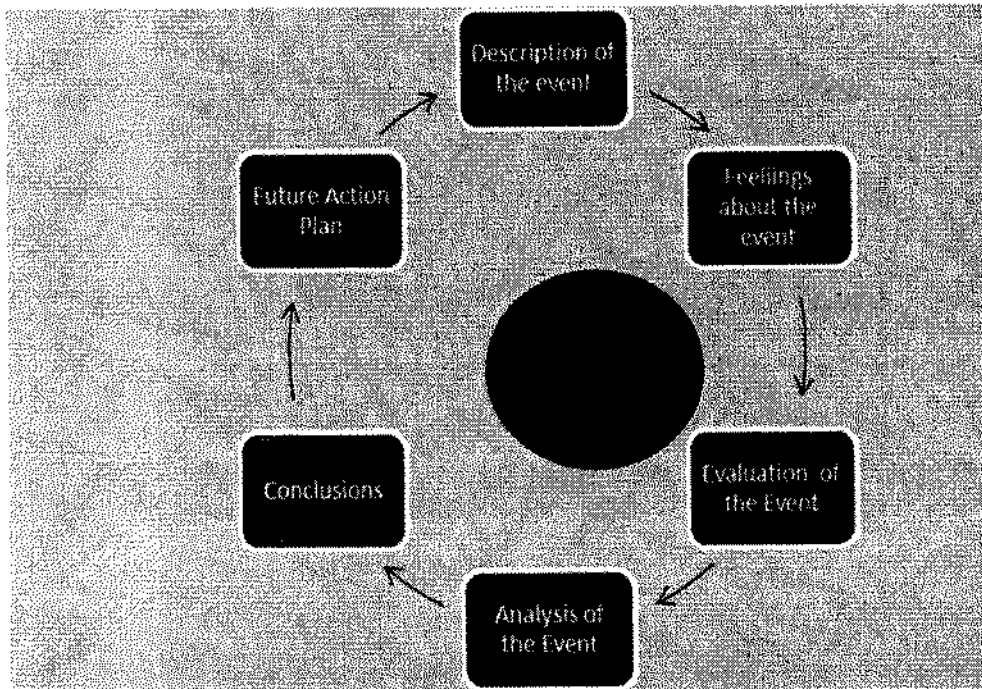 Description of
the event
Feellings
about the
event
Evaluation of
the Event
Analysis of
the Event
Conclusions
Future Action
Plan